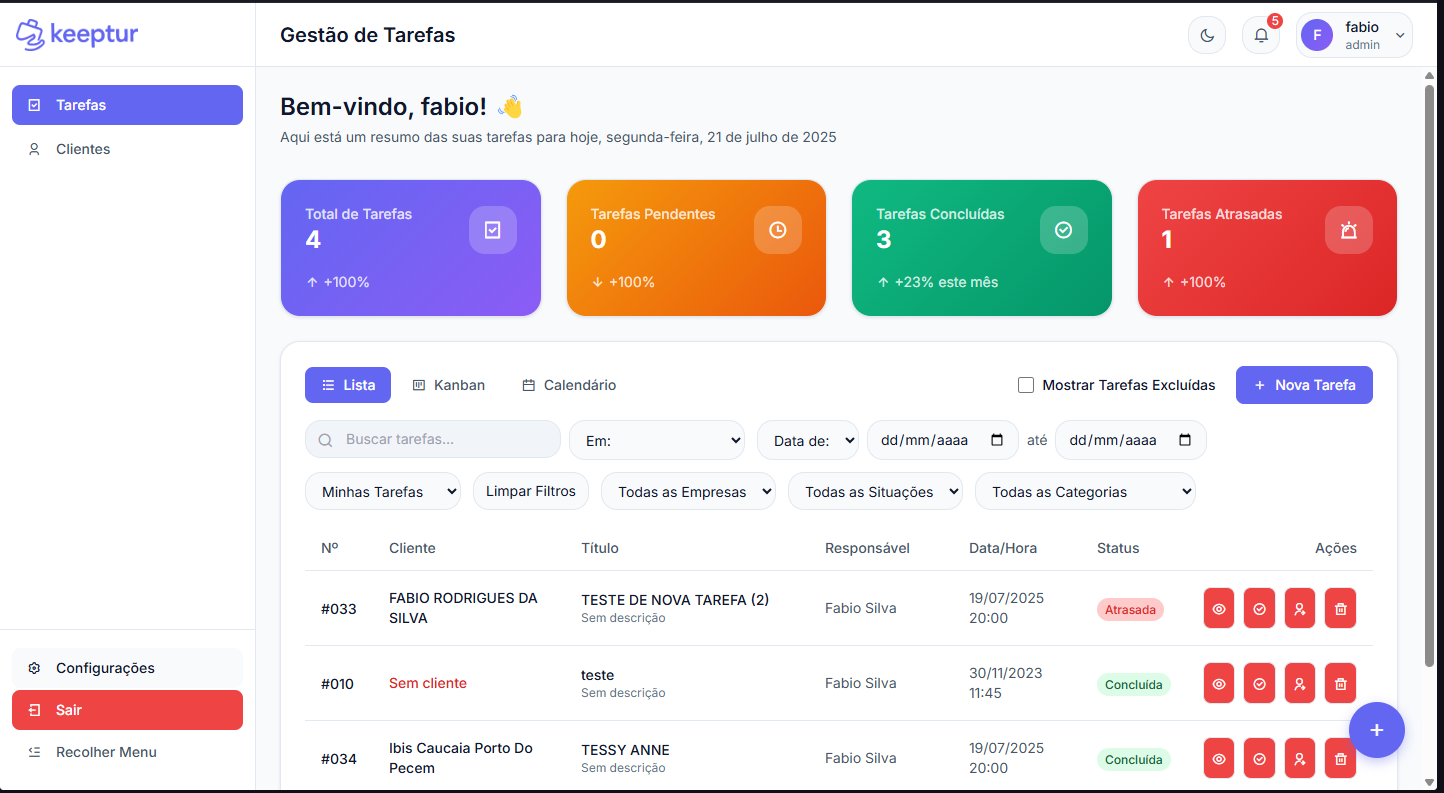 keeptur
Gestão de Tarefas
5
F
fabio
admin
Tarefas
Clientes
Bem-vindo, fabio! 👋
Aqui está um resumo das suas tarefas para hoje, segunda-feira, 21 de julho de 2025
Total de Tarefas
4
↑ +100%
Tarefas Pendentes
0
↓ +100%
Tarefas Concluídas
3
↑ +23% este mês
Tarefas Atrasadas
1
↑ +100%
Lista Kanban Calendário Mostrar Tarefas Excluídas + Nova Tarefa
Buscar tarefas... Em: Data de: dd/mm/aaaa até dd/mm/aaaa
Minhas Tarefas Limpar Filtros Todas as Empresas Todas as Situações Todas as Categorias
Nº Cliente Título Responsável Data/Hora Status Ações
#033
FABIO RODRIGUES DA
SILVA
TESTE DE NOVA TAREFA (2)
Sem descrição
Fabio Silva
19/07/2025
20:00
Atrasada
#010
Sem cliente
teste
Sem descrição
Fabio Silva
30/11/2023
11:45
Concluída
#034
Ibis Caucaia Porto Do
Pecem
TESSY ANNE
Sem descrição
Fabio Silva
19/07/2025
20:00
Concluída
+
Configurações
Sair
Recolher Menu